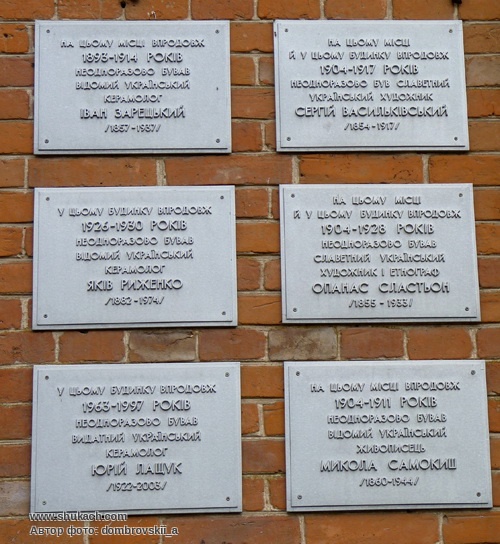 НА ЦЬОМУ МІСЦІ ВПРОДОВЖ
1893-1914 РОКІВ
НЕОДНОРАЗОВО БУВАВ
ВІДОМИЙ УКРАЇНСЬКИЙ
КЕРАМОЛОГ
ІВАН ЗАРЕЦЬКИЙ
/1857-1937/
НА ЦЬОМУ МІСЦІ
Й У ЦЬОМУ БУДИНКУ ВПРОДОВЖ
1904-1917 РОКІВ
НЕОДНОРАЗОВО БУВ СЛАВЕТНИЙ
УКРАЇНСЬКИЙ ХУДОЖНИК
СЕРГІЙ ВАСИЛЬКІВСЬКИЙ
/1854-1917/
У ЦЬОМУ БУДИНКУ ВПРОДОВЖ
1926-1930 РОКІВ
НЕОДНОРАЗОВО БУВАВ
ВІДОМИЙ УКРАЇНСЬКИЙ
КЕРАМОЛОГ
ЯКІВ РИЖЕНКО
/1882-1974/
НА ЦЬОМУ МІСЦІ
Й У ЦЬОМУ БУДИНКУ ВПРОДОВЖ
1904-1928 РОКІВ
НЕОДНОРАЗОВО БУВАВ
СЛАВЕТНИЙ УКРАЇНСЬКИЙ
ХУДОЖНИК І ЕТНОГРАФ
ОПАНАС СЛАСТЬОН
/1855 - 1933/
У ЦЬОМУ БУДИНКУ ВПРОДОВЖ
1963-1997 РОКІВ
НЕОДНОРАЗОВО БУВАВ
ВИДАТНИЙ УКРАЇНСЬКИЙ
КЕРАМОЛОГ
ЮРІЙ ЛАЩУК
/1922-2003/
НА ЦЬОМУ МІСЦІ ВПРОДОВЖ
1904-1911 РОКІВ
НЕОДНОРАЗОВО БУВАВ
ВІДОМИЙ УКРАЇНСЬКИЙ
ЖИВОПИСЕЦЬ
МИКОЛА САМОКИШ
/1860-1944/
www.shukach.com
Автор фото: dombrovskii_a